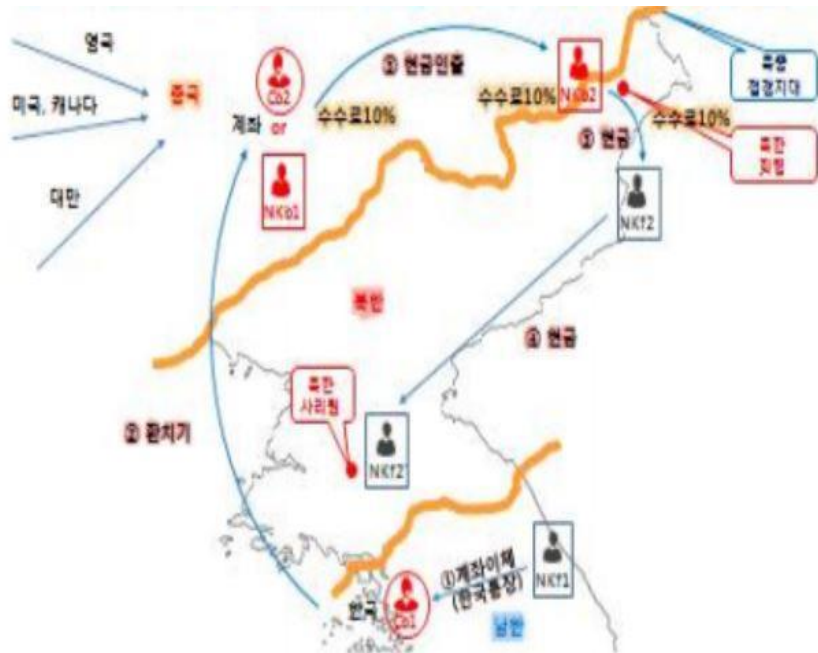 영국
미국, 캐나다
대만
중국
Cb2
계좌 or
NKb1
수수료10%
③ 현금인출
수수료10%
NKb2
북중
접경지대
수수료10%
⑤ 현금
북한
NKf2
북한
④ 현금
북한
사리원
② 환치기
NKf2'
NKf1
①계좌이체
(한국통장)
한국
Cb1
남한